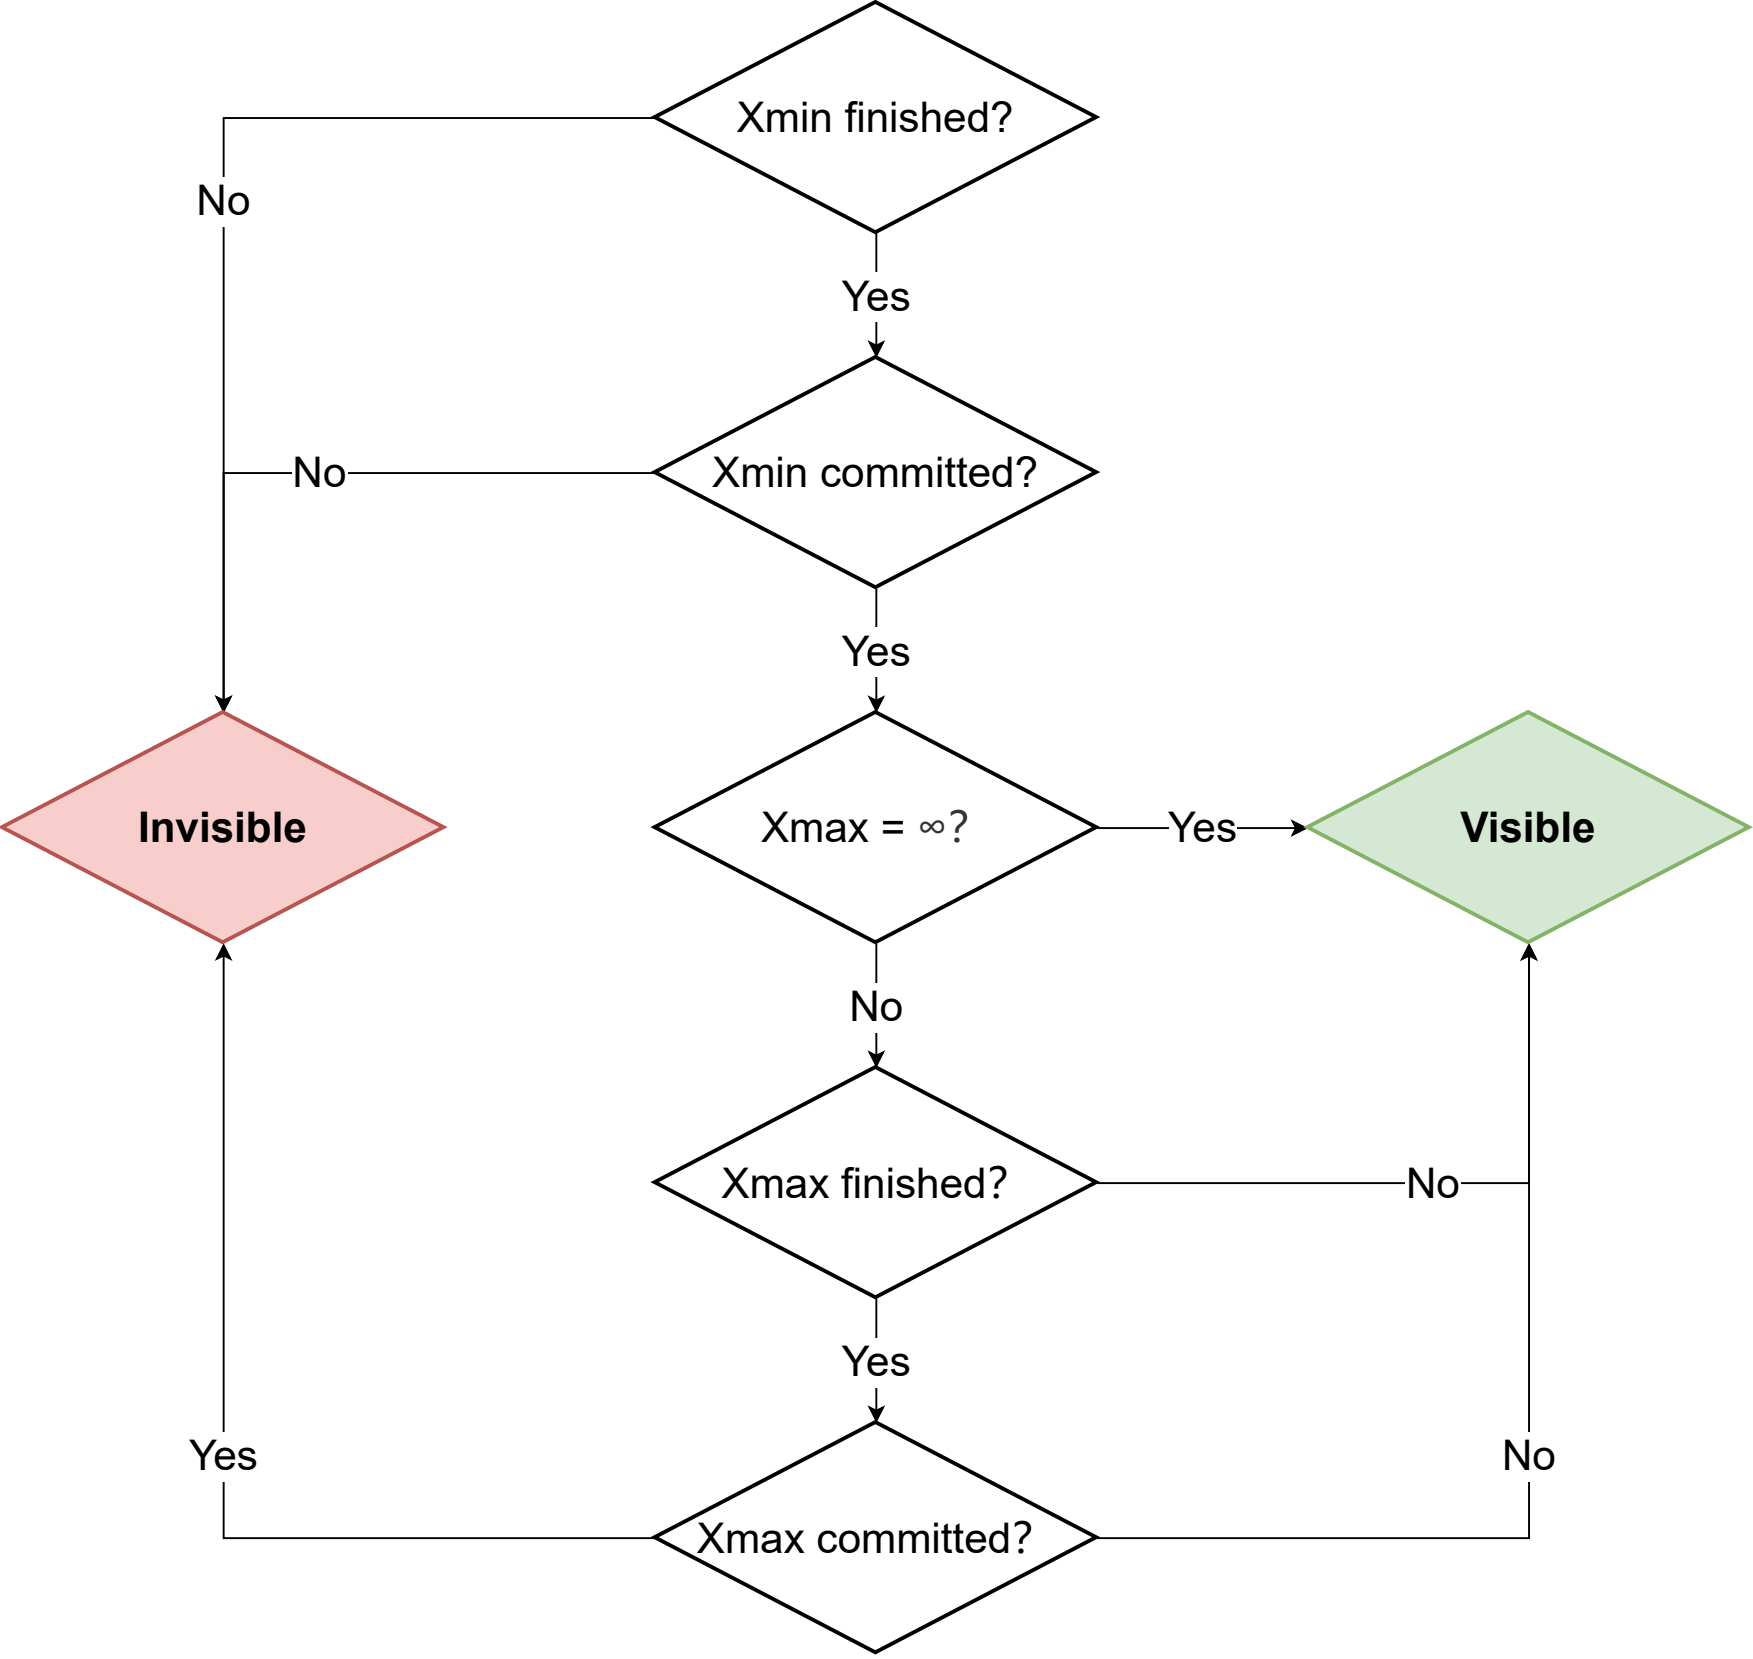 Xmin finished?
No
Yes
Xmin committed?
No
Yes
Invisible
Xmax = ∞?
Yes
Visible
No
Xmax finished?
No
Yes
Yes
No
Xmax committed?